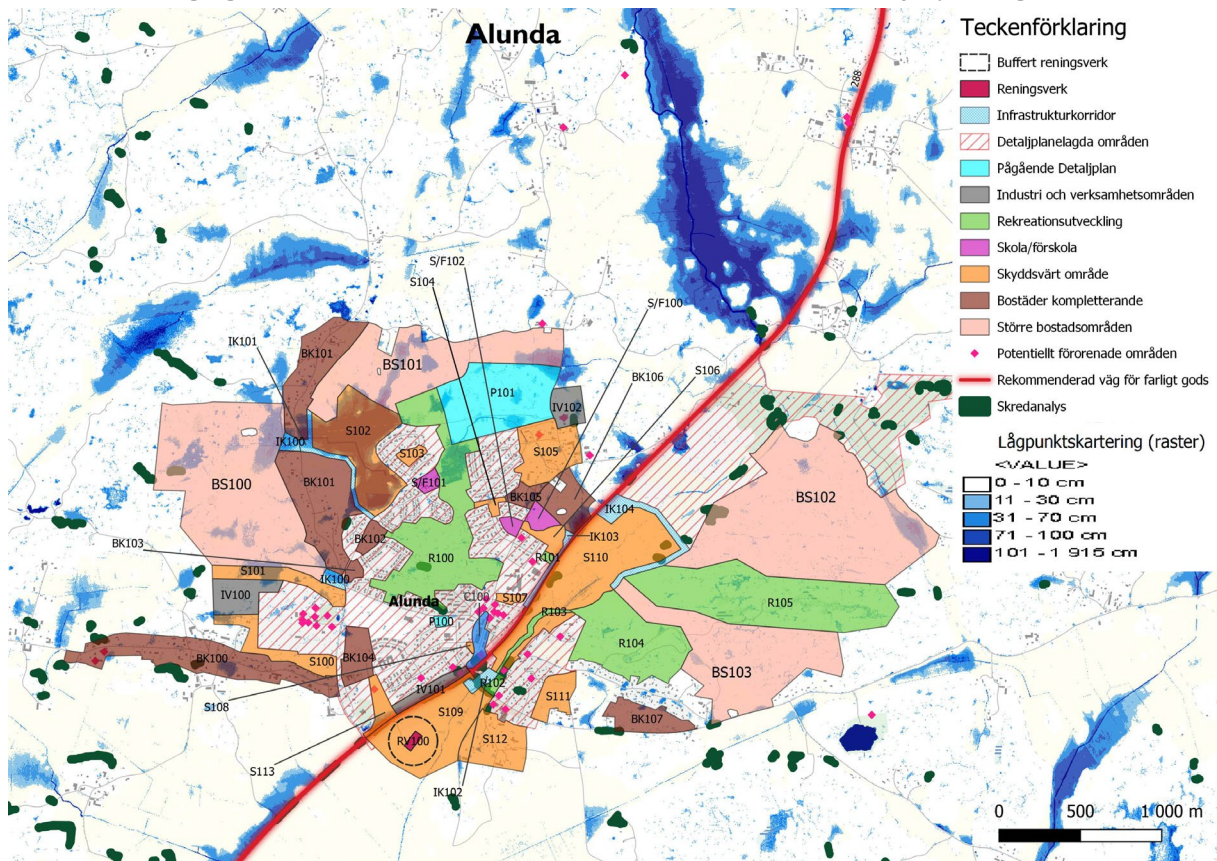 Alunda
288
Teckenförklaring
Buffert reningsverk
Reningsverk
Infrastrukturkorridor
Detaljplanelagda områden
Pågående Detaljplan
Industri och verksamhetsområden
Rekreationsutveckling
Skola/förskola
Skyddsvärt område
Bostäder kompletterande
Större bostadsområden
Potentiellt förorenade områden
Rekommenderad väg för farligt gods
Skredanalys
Lågpunktskartering (raster)
<VALUE>
0 - 10 cm
11 - 30 cm
31 - 70 cm
71 - 100 cm
101 - 1 915 cm
S/F102
S104
S/F100
IK101
BK101
BS101
BK106
S106
P101
IV102
S102
IK100
S103
S105
BK101
S/F101
BS100
BK105
BS102
IK104
BK103
BK102
IK103
R100
R101
S110
S101
IK100
IV100
Alunda
C100
S107
R105
P100
R103
R104
BK100
S100
BK104
BS103
S108
IV101
R102
S111
S109
BK107
RV100
S112
S113
IK102
0 500 1 000 m